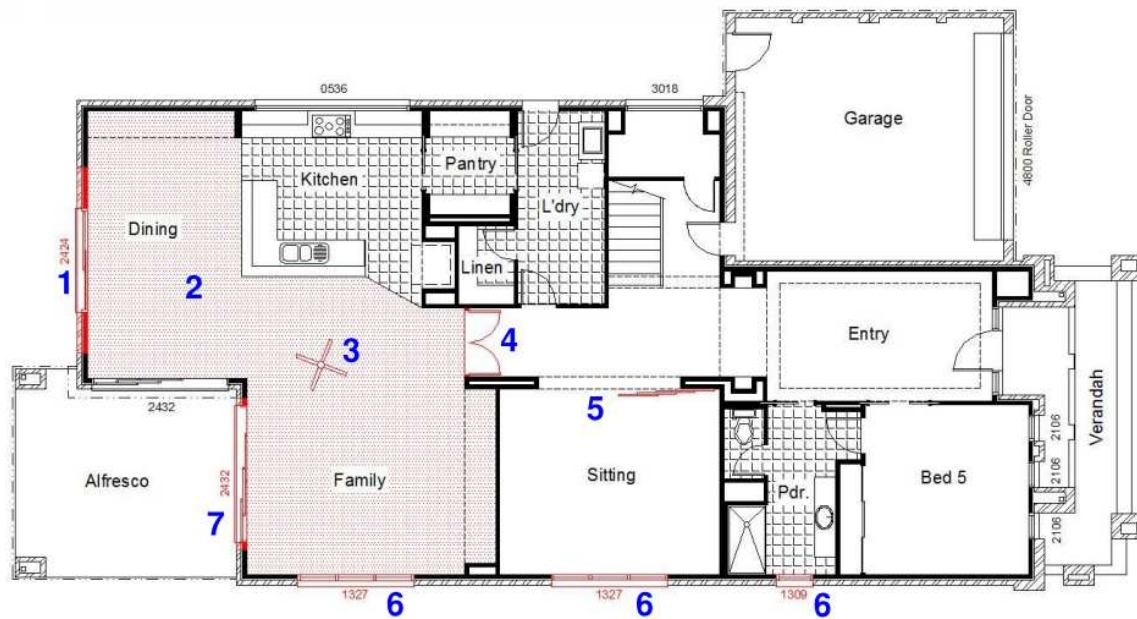 0536
3018
Garage
4800 Roller Door
Kitchen
Pantry
L'dry
Dining
2424
1
2
Linen
3
4
Entry
2432
5
Verandah
2106
2106
2106
Alfresco
2432
7
Family
Sitting
Pdr.
Bed 5
1327
6
1327
6
1309
6